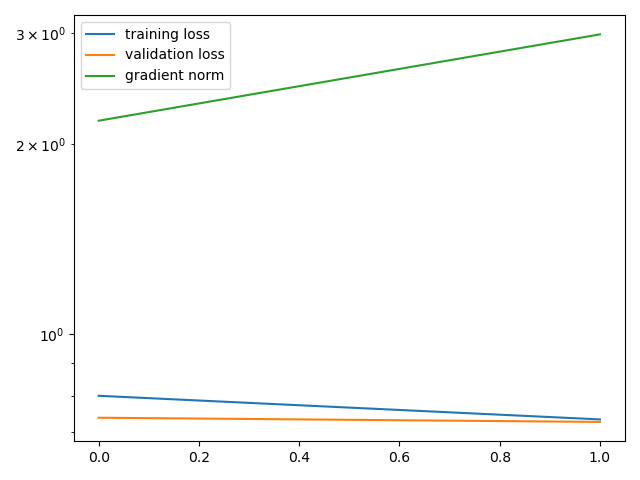 training loss
validation loss
gradient norm
3 × 10⁰
2 × 10⁰
10⁰
0.0 0.2 0.4 0.6 0.8 1.0